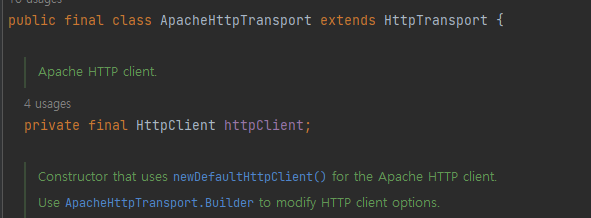 public final class ApacheHttpTransport extends HttpTransport {
Apache HTTP client.
4 usages
private final HttpClient httpClient;
Constructor that uses newDefaultHttpClient() for the Apache HTTP client.
Use ApacheHttpTransport.Builder to modify HTTP client options.